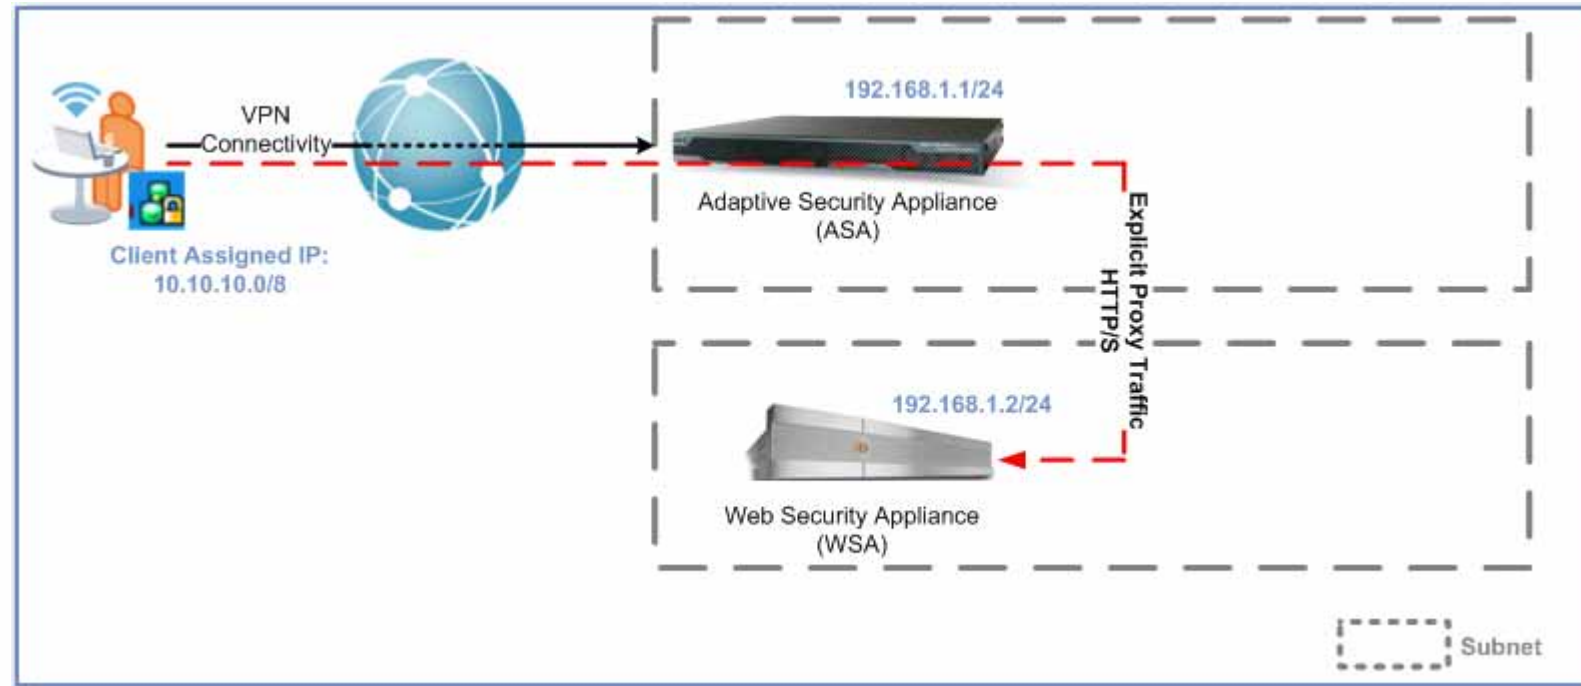 192.168.1.1/24
VPN
Connectivity
Adaptive Security Appliance
(ASA)
Client Assigned IP:
10.10.10.0/8
Explicit Proxy Traffic
HTTP/S
192.168.1.2/24
Web Security Appliance
(WSA)
Subnet